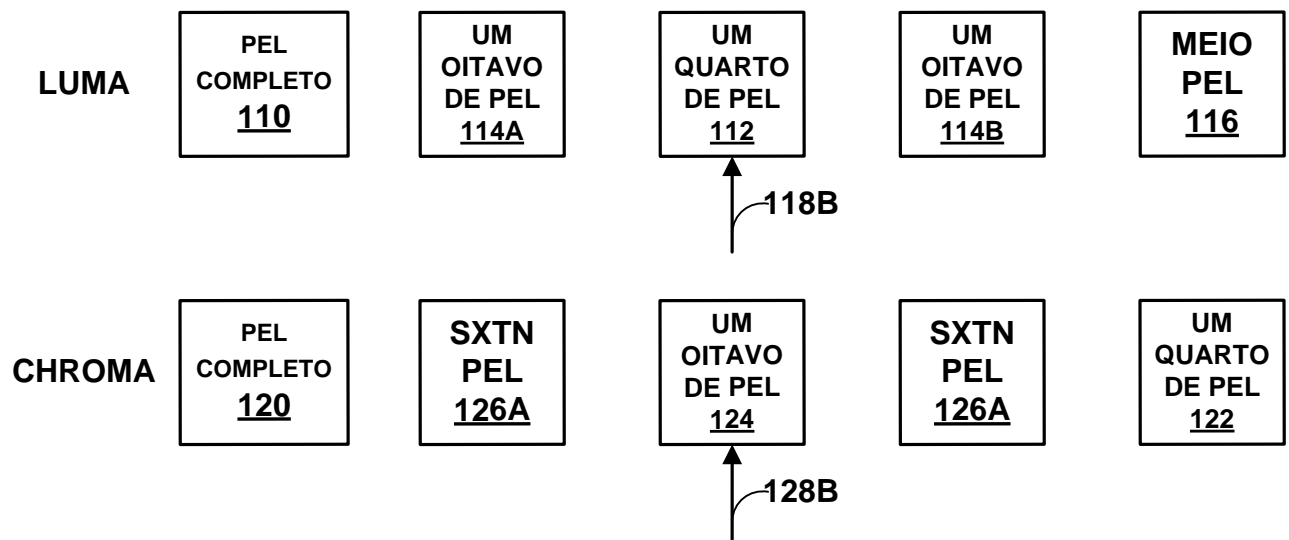 LUMA
PEL
COMPLETO
110
UM
OITAVO
DE PEL
114A
UM
QUARTO
DE PEL
112
UM
OITAVO
DE PEL
114B
MEIO
PEL
116
118B
CHROMA
PEL
COMPLETO
120
SXTN
PEL
126A
UM
OITAVO
DE PEL
124
SXTN
PEL
126A
UM
QUARTO
DE PEL
122
128B